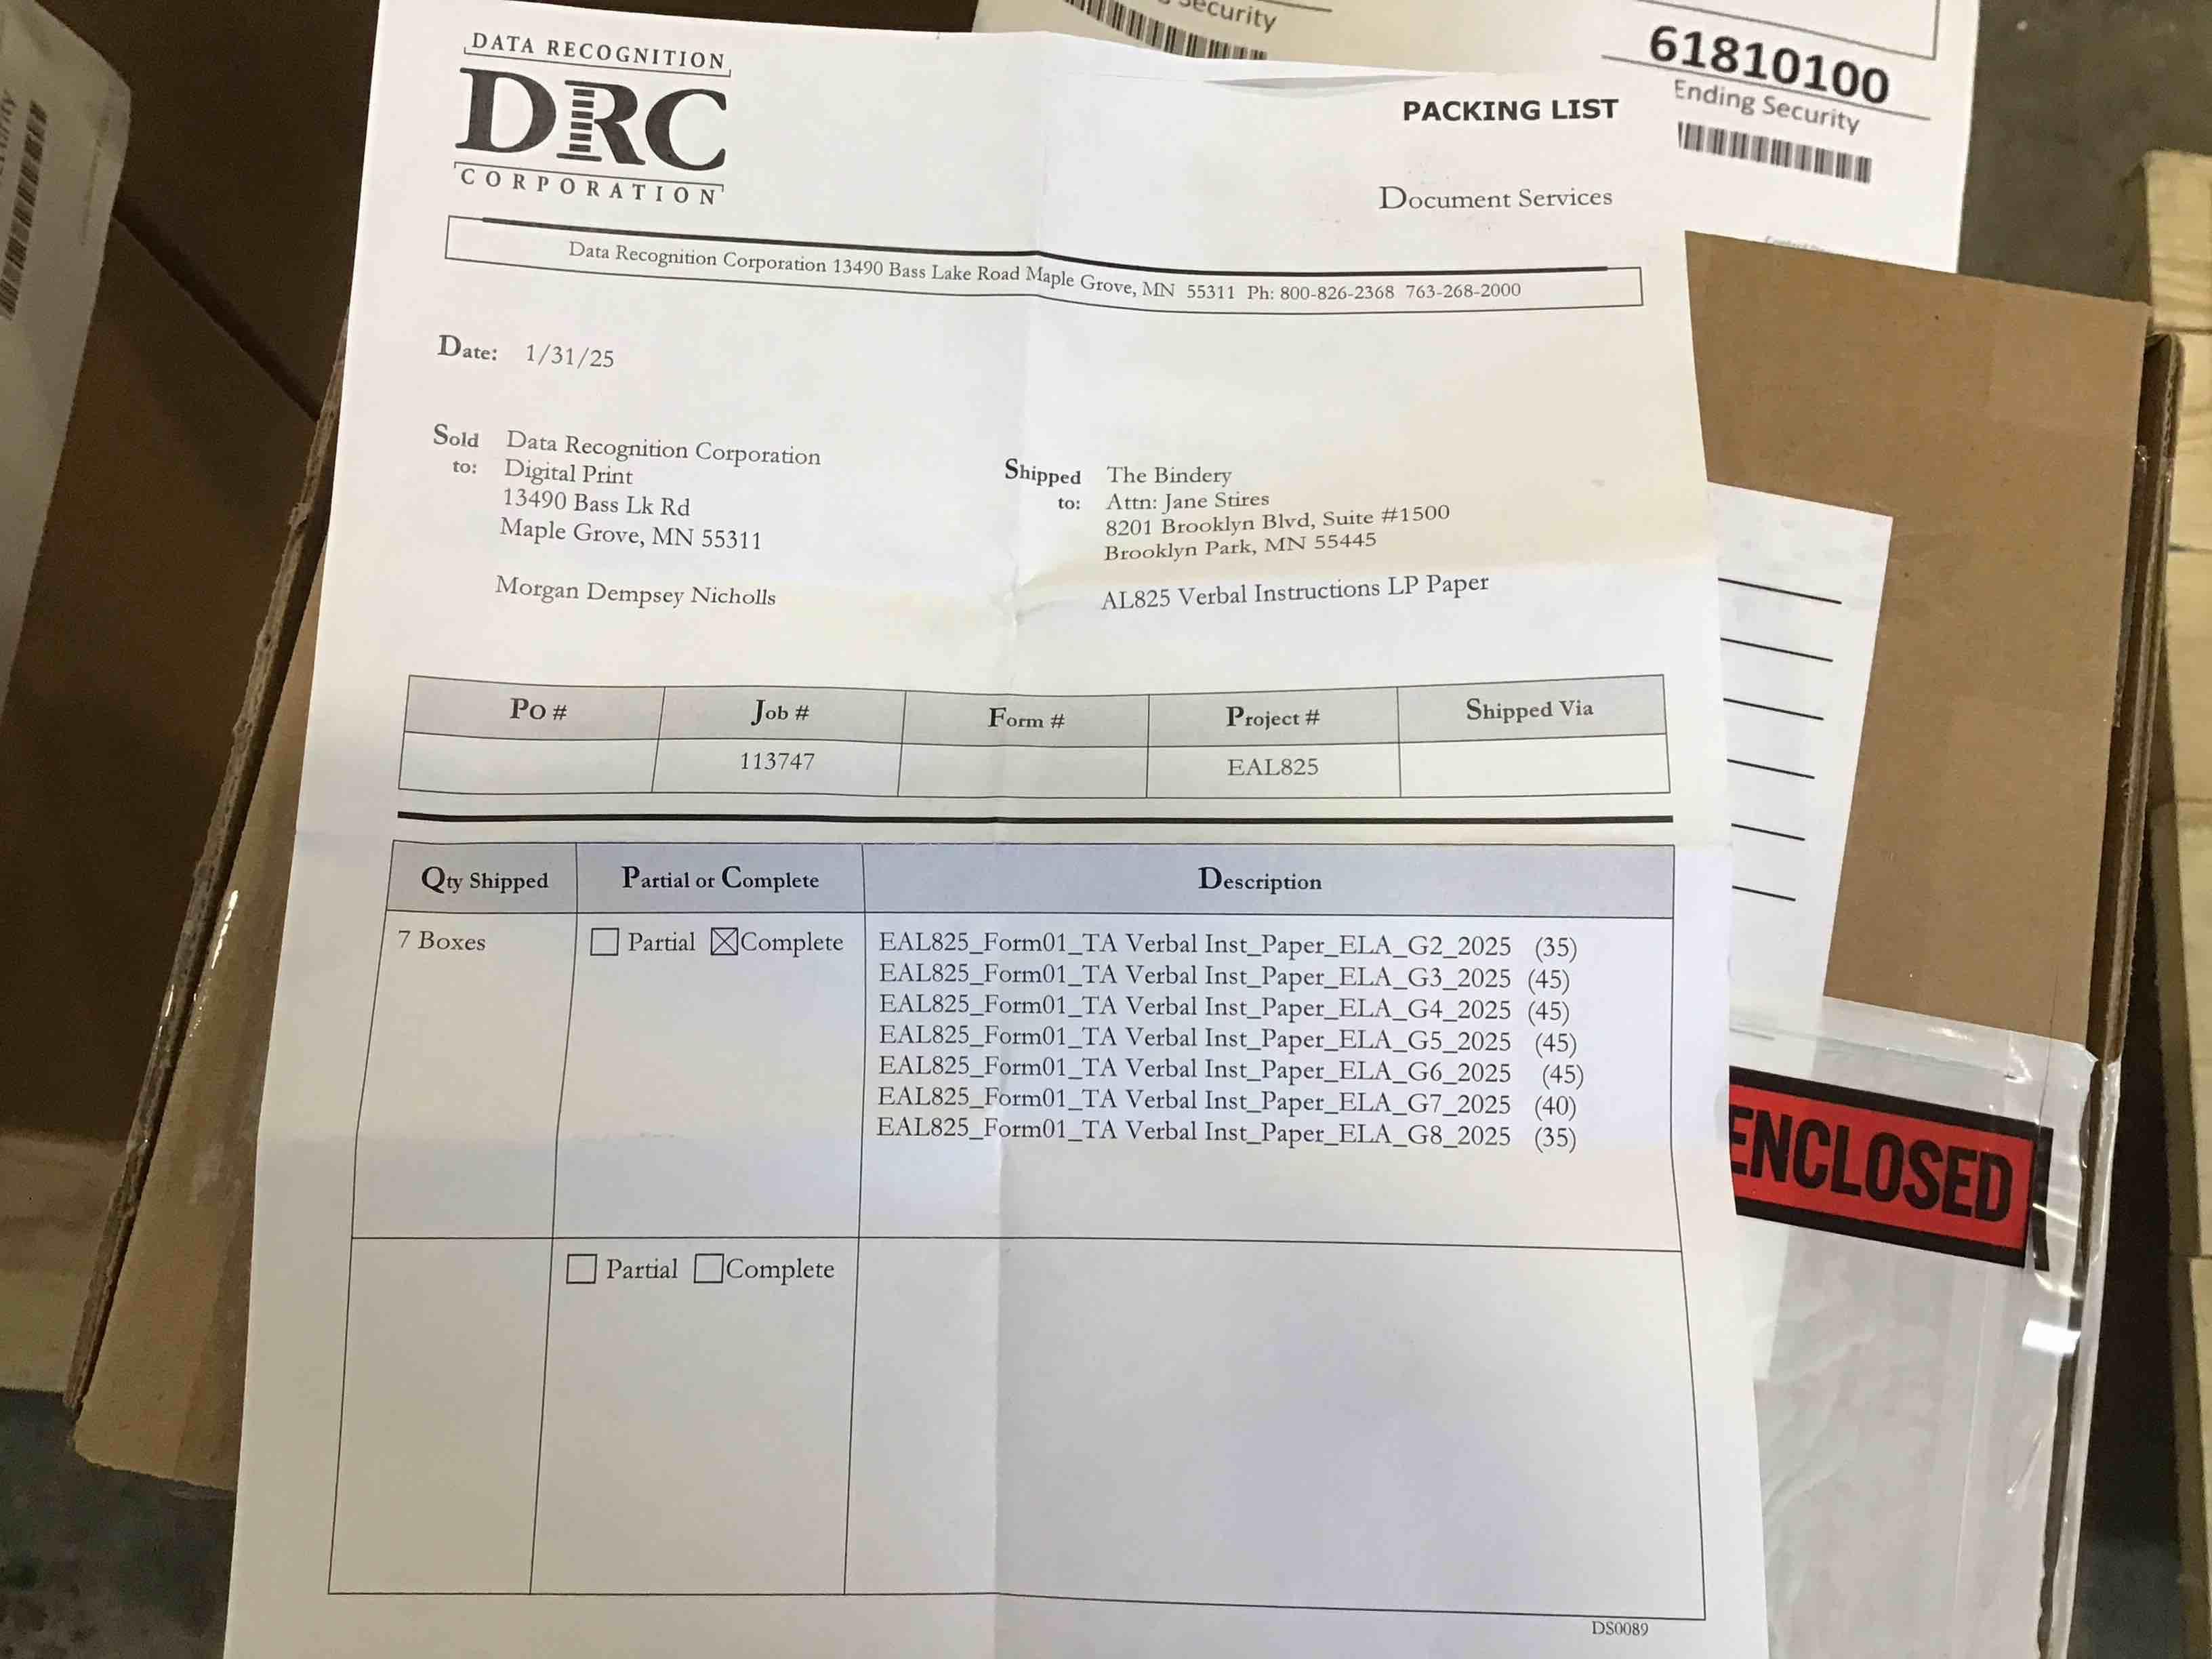 Security
61810100
Ending Security
DATA RECOGNITION
DRC
CORPORATION
PACKING LIST
Document Services
Data Recognition Corporation 13490 Bass Lake Road Maple Grove, MN 55311 Ph: 800-826-2368 763-268-2000
Date: 1/31/25
Sold to: Data Recognition Corporation
Digital Print
13490 Bass Lk Rd
Maple Grove, MN 55311
Morgan Dempsey Nicholls
Shipped to: The Bindery
Attn: Jane Stires
8201 Brooklyn Blvd, Suite #1500
Brooklyn Park, MN 55445
AL825 Verbal Instructions LP Paper
PO # Job # Form # Project # Shipped Via
113747 EAL825
Qty Shipped Partial or Complete Description
7 Boxes Partial Complete EAL825_Form01_TA Verbal Inst_Paper_ELA_G2_2025 (35)
EAL825_Form01_TA Verbal Inst_Paper_ELA_G3_2025 (45)
EAL825_Form01_TA Verbal Inst_Paper_ELA_G4_2025 (45)
EAL825_Form01_TA Verbal Inst_Paper_ELA_G5_2025 (45)
EAL825_Form01_TA Verbal Inst_Paper_ELA_G6_2025 (45)
EAL825_Form01_TA Verbal Inst_Paper_ELA_G7_2025 (40)
EAL825_Form01_TA Verbal Inst_Paper_ELA_G8_2025 (35)
Partial Complete
DS0089
ENCLOSED